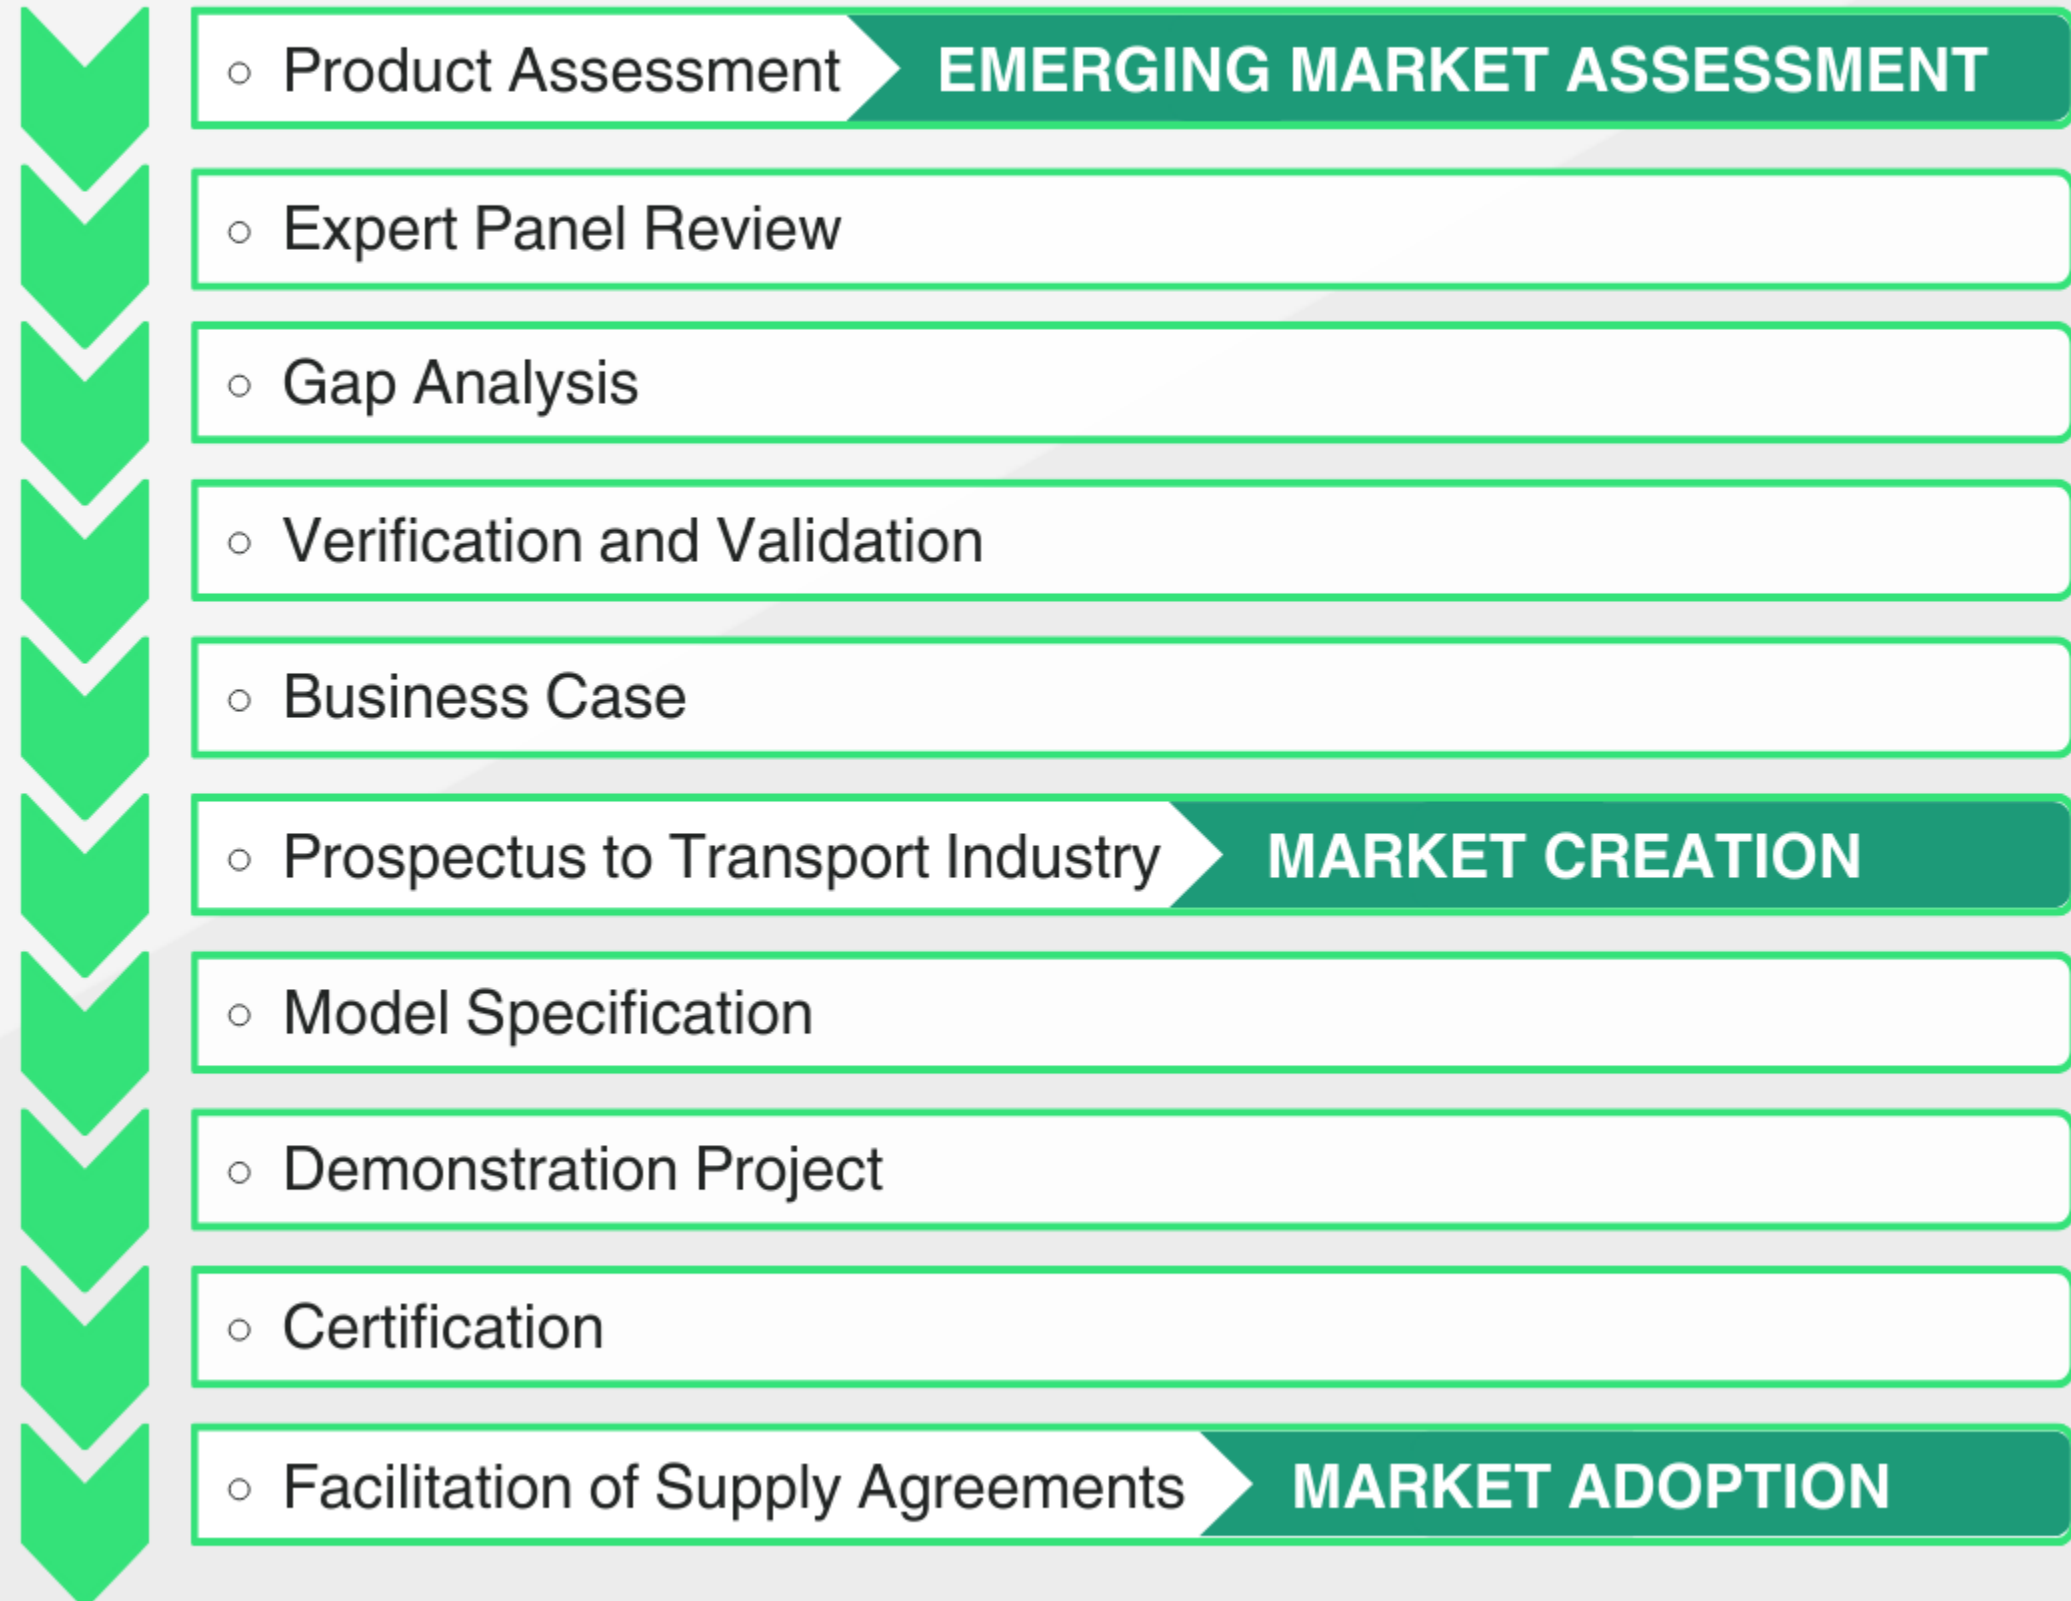 Product Assessment EMERGING MARKET ASSESSMENT
Expert Panel Review
Gap Analysis
Verification and Validation
Business Case
Prospectus to Transport Industry MARKET CREATION
Model Specification
Demonstration Project
Certification
Facilitation of Supply Agreements MARKET ADOPTION